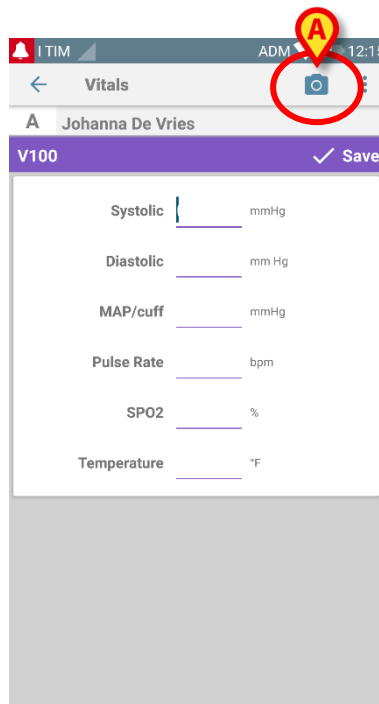 A
I TIM ADM 12:15
Vitals
A Johanna De Vries
V100 Save
Systolic mmHg
Diastolic mm Hg
MAP/cuff mmHg
Pulse Rate bpm
SPO2 %
Temperature °F